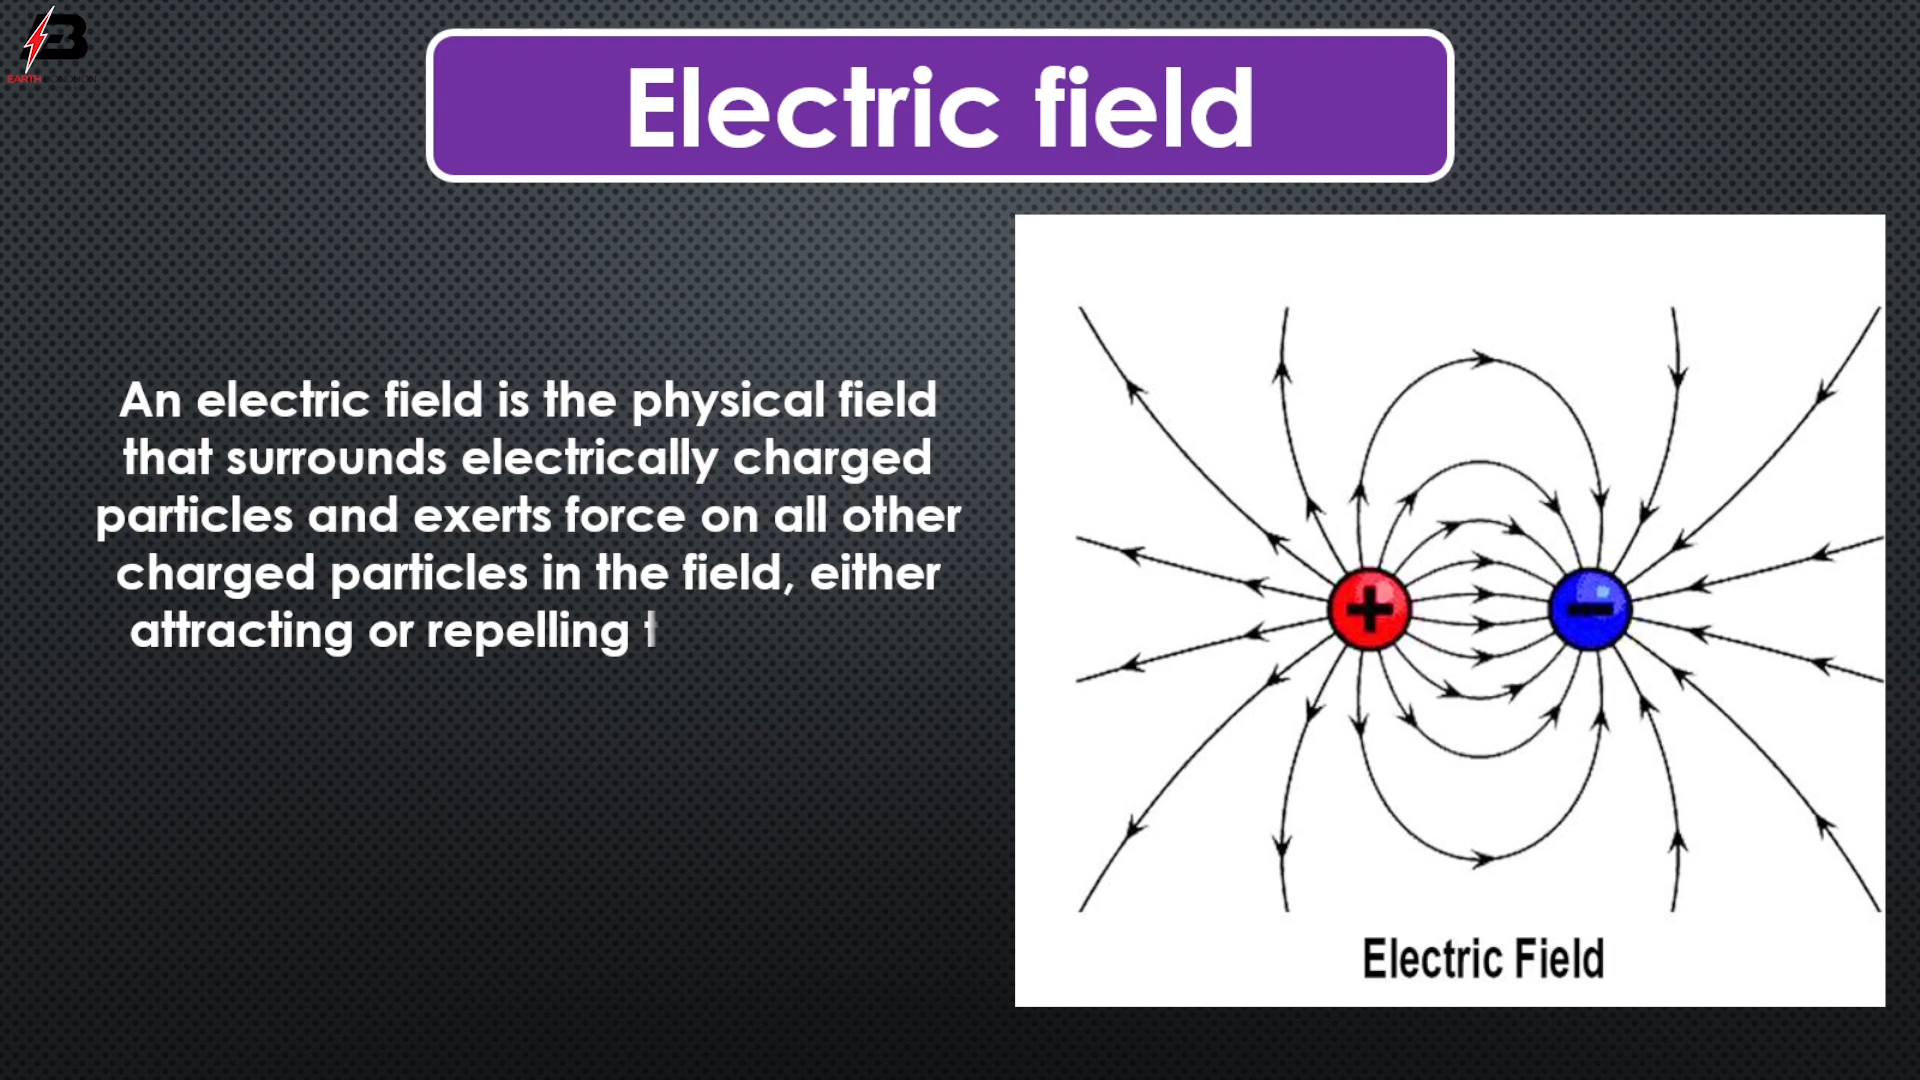 Electric field
An electric field is the physical field
that surrounds electrically charged
particles and exerts force on all other
charged particles in the field, either
attracting or repelling t
Electric Field
EARTH